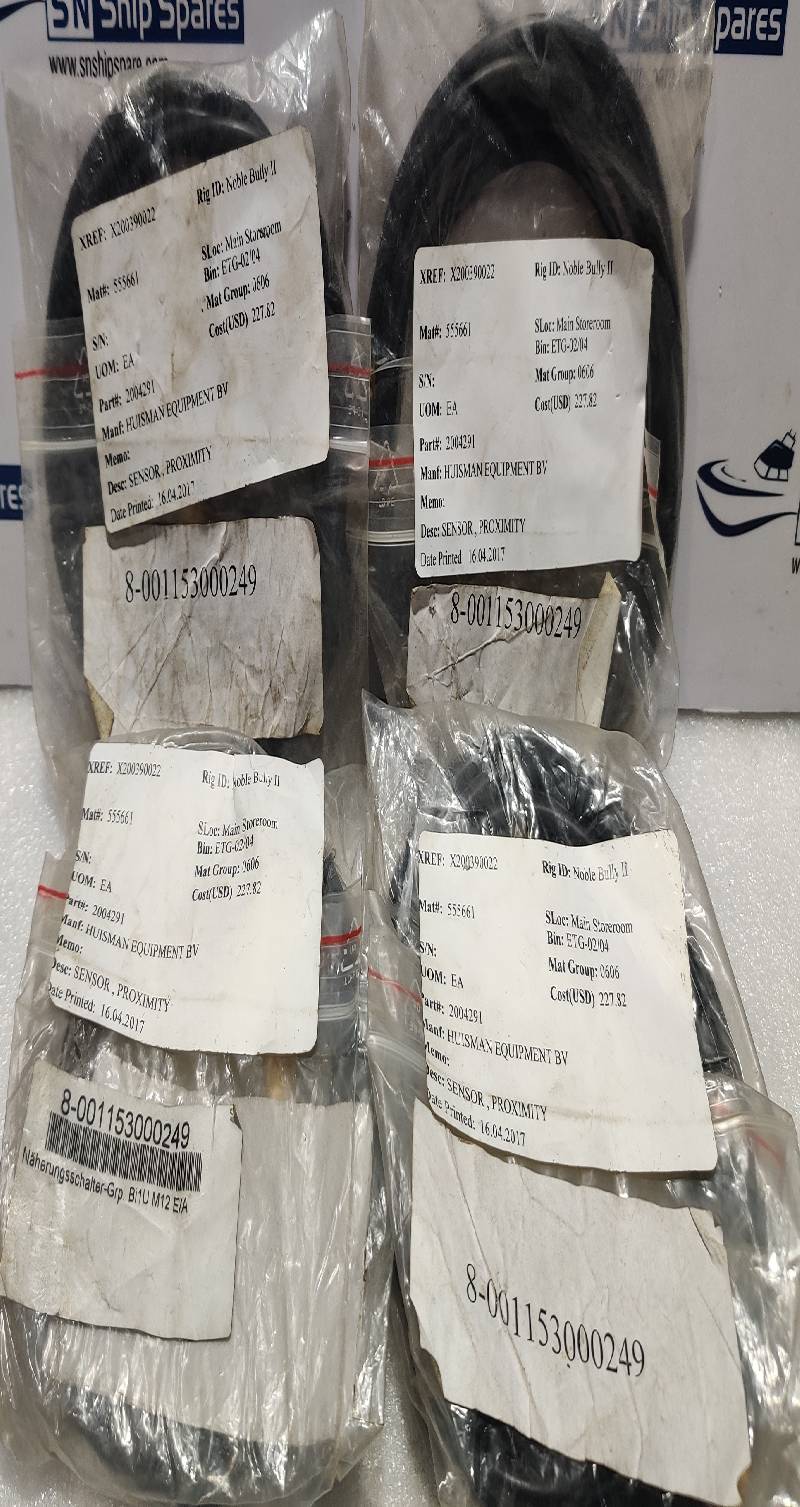 SN Ship Spares
www.snshipspare.com
pares
XREF: X200390022 Rig ID: Noble Bully II
Mat#: 555661 SLoc: Main Storeroom
Bin: ETG-02/04
S/N: Mat Group: 0606
UOM: EA Cost(USD) 227.82
Part#: 2004291
Manf: HUISMAN EQUIPMENT BV
Memo:
Desc: SENSOR , PROXIMITY
Date Printed: 16.04.2017
8-001153000249
XREF: X200390022 Rig ID: Noble Bully II
Mat#: 555661 SLoc: Main Storeroom
Bin: ETG-02/04
S/N: Mat Group: 0606
UOM: EA Cost(USD) 227.82
Part#: 2004291
Manf: HUISMAN EQUIPMENT BV
Memo:
Desc: SENSOR , PROXIMITY
Date Printed 16.04.2017
8-001153000249
XREF: X200390022 Rig ID: Noble Bully II
Mat#: 555661 SLoc: Main Storeroom
Bin: ETG-02/04
S/N: Mat Group: 0606
UOM: EA Cost(USD) 227.82
Part#: 2004291
Manf: HUISMAN EQUIPMENT BV
Memo:
Desc: SENSOR , PROXIMITY
Date Printed: 16.04.2017
8-001153000249
Näherungsschalter-Grp Bi1U M12 E/A
XREF: X200390022 Rig ID: Noble Bully II
Mat#: 555661 SLoc: Main Storeroom
Bin: ETG-02/04
S/N: Mat Group: 0606
UOM: EA Cost(USD) 227.82
Part#: 2004291
Manf: HUISMAN EQUIPMENT BV
Memo:
Desc: SENSOR , PROXIMITY
Date Printed: 16.04.2017
8-001153000249